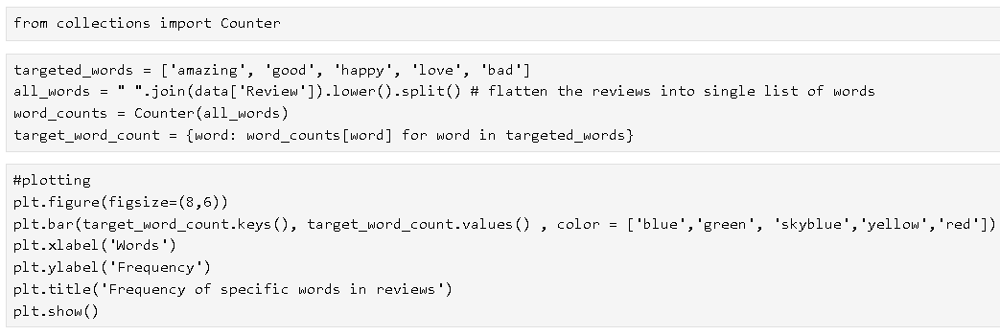 from collections import Counter
targeted_words = ['amazing', 'good', 'happy', 'love', 'bad']
all_words = " ".join(data['Review']).lower().split() # flatten the reviews into single list of words
word_counts = Counter(all_words)
target_word_count = {word: word_counts[word] for word in targeted_words}
#plotting
plt.figure(figsize=(8,6))
plt.bar(target_word_count.keys(), target_word_count.values() , color = ['blue','green', 'skyblue','yellow','red'])
plt.xlabel('Words')
plt.ylabel('Frequency')
plt.title('Frequency of specific words in reviews')
plt.show()